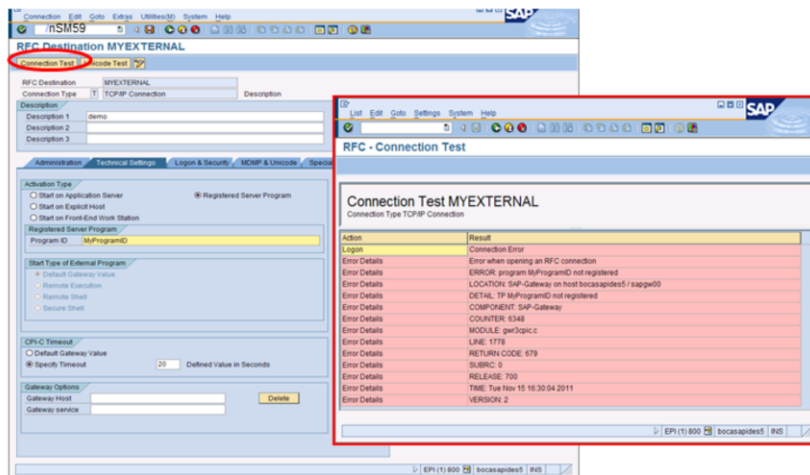 Connection Edit Goto Extras Utilities(M) System Help
SAP
/nSM59
RFC Destination MYEXTERNAL
Connection Test Unicode Test
RFC Destination MYEXTERNAL
Connection Type T TCP/IP Connection Description
Description
Description 1 demo
Description 2
Description 3
Administration Technical Settings Logon & Security MDMP & Unicode Special
Activation Type
Start on Application Server Registered Server Program
Start on Explicit Host
Start on Front-End Work Station
Registered Server Program
Program ID MyProgramID
Start Type of External Program
Default Gateway Value
Remote Execution
Remote Shell
Secure Shell
CPI-C Timeout
Default Gateway Value
Specify Timeout 20 Defined Value in Seconds
Gateway Options
Gateway Host Delete
Gateway service
EPI (1) 800 bocasapides5 INS
List Edit Goto Settings System Help
SAP
RFC - Connection Test
Connection Test MYEXTERNAL
Connection Type TCP/IP Connection
Action Result
Logon Connection Error
Error Details Error when opening an RFC connection
Error Details ERROR: program MyProgramID not registered
Error Details LOCATION: SAP-Gateway on host bocasapides5 / sapgw00
Error Details DETAIL: TP MyProgramID not registered
Error Details COMPONENT: SAP-Gateway
Error Details COUNTER: 6348
Error Details MODULE: gwr3cpic.c
Error Details LINE: 1778
Error Details RETURN CODE: 679
Error Details SUBRC: 0
Error Details RELEASE: 700
Error Details TIME: Tue Nov 15 16:30:04 2011
Error Details VERSION: 2
EPI (1) 800 bocasapides5 INS